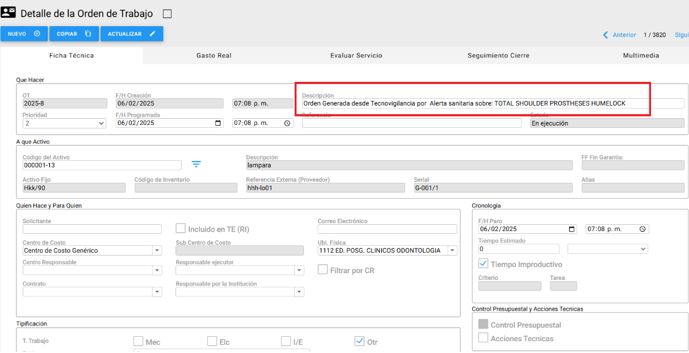 Detalle de la Orden de Trabajo
NUEVO COPIAR ACTUALIZAR Anterior 1 / 3820 Sigui
Ficha Técnica Gasto Real Evaluar Servicio Seguimiento Cierre Multimedia
Que Hacer
OT. F/H Creación Descripción
2025-8 06/02/2025 07:08 p. m. Orden Generada desde Tecnovigilancia por Alerta sanitaria sobre: TOTAL SHOULDER PROSTHESES HUMELOCK
Prioridad F/H Programada Referencia Estado
2 06/02/2025 07:08 p. m. En ejecución
A que Activo
Código del Activo Descripción FF Fin Garantía:
000001-13 lampara
Activo Fijo Código de Inventario Referencia Externa (Proveedor) Serial Alias
Hkk/90 hhh-lo01 G-001/1
Quien Hace y Para Quien Cronología
Solicitante Correo Electrónico F/H Paro
Incluido en TE (RI) 06/02/2025 07:08 p. m.
Centro de Costo Sub Centro de Costo Ubi. Física Tiempo Estimado
Centro de Costo Genérico 1112 ED. POSG. CLINICOS ODONTOLOGIA 0
Centro Responsable Responsable ejecutor Filtrar por CR Tiempo Improductivo
Contrato Responsable por la Institución Criterio Tarea
Control Presupuestal y Acciones Tecnicas
Tipificación Control Presupuestal
T. Trabajo Mec Elc I/E Otr Acciones Tecnicas